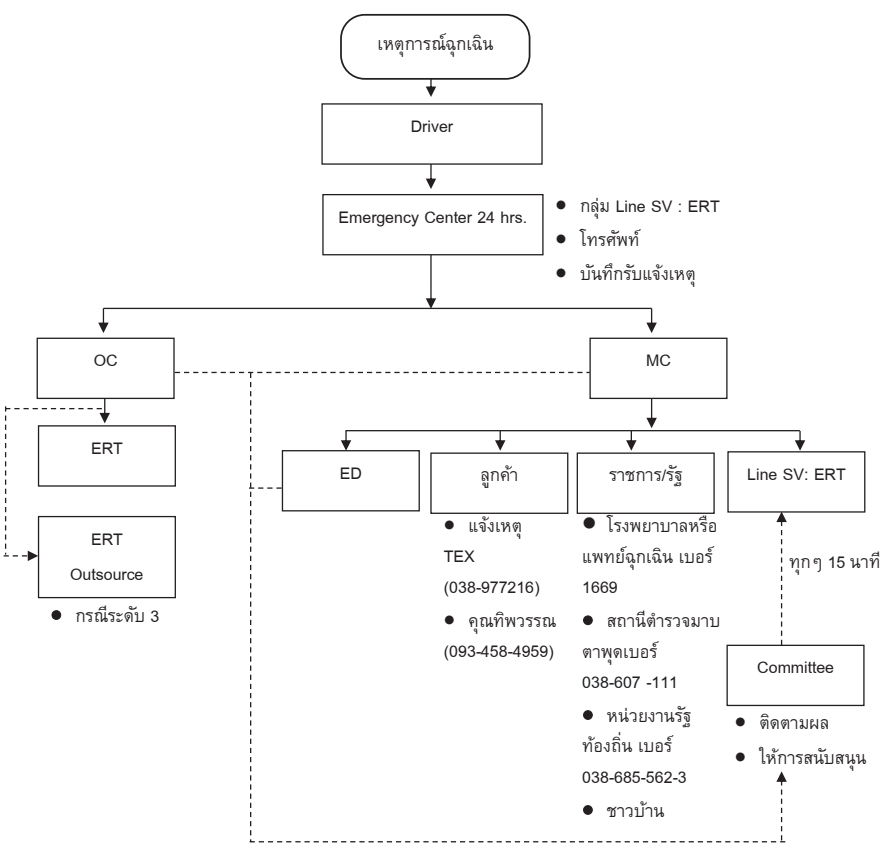 เหตุการณ์ฉุกเฉิน
Driver
Emergency Center 24 hrs.
● กลุ่ม Line SV : ERT
● โทรศัพท์
● บันทึกรับแจ้งเหตุ
OC
MC
ERT
ERT
Outsource
● กรณีระดับ 3
ED
ลูกค้า
● แจ้งเหตุ
TEX
(038-977216)
● คุณทิพวรรณ
(093-458-4959)
ราชการ/รัฐ
● โรงพยาบาลหรือ
แพทย์ฉุกเฉิน เบอร์
1669
● สถานีตำรวจมาบ
ตาพุดเบอร์
038-607 -111
● หน่วยงานรัฐ
ท้องถิ่น เบอร์
038-685-562-3
● ชาวบ้าน
Line SV: ERT
ทุกๆ 15 นาที
Committee
● ติดตามผล
● ให้การสนับสนุน